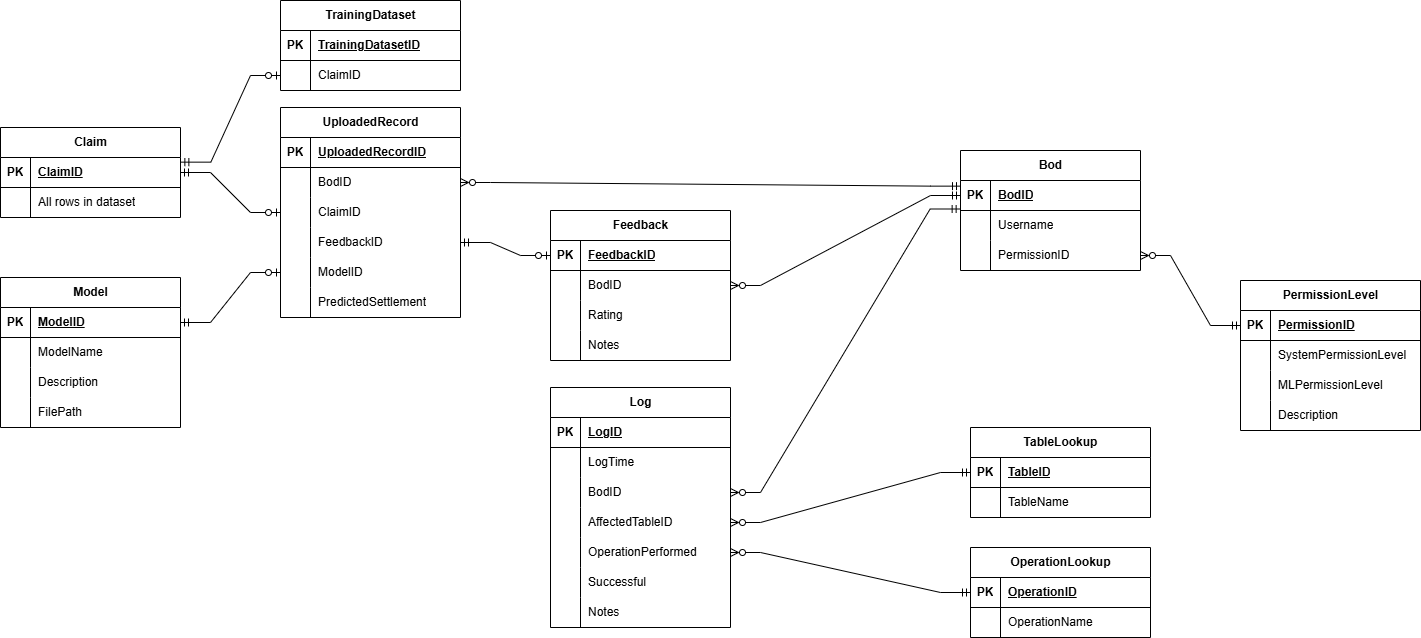 TrainingDataset
PK TrainingDatasetID
ClaimID
UploadedRecord
PK UploadedRecordID
BodID
ClaimID
FeedbackID
ModelID
PredictedSettlement
Claim
PK ClaimID
All rows in dataset
Model
PK ModelID
ModelName
Description
FilePath
Feedback
PK FeedbackID
BodID
Rating
Notes
Log
PK LogID
LogTime
BodID
AffectedTableID
OperationPerformed
Successful
Notes
Bod
PK BodID
Username
PermissionID
PermissionLevel
PK PermissionID
SystemPermissionLevel
MLPermissionLevel
Description
TableLookup
PK TableID
TableName
OperationLookup
PK OperationID
OperationName